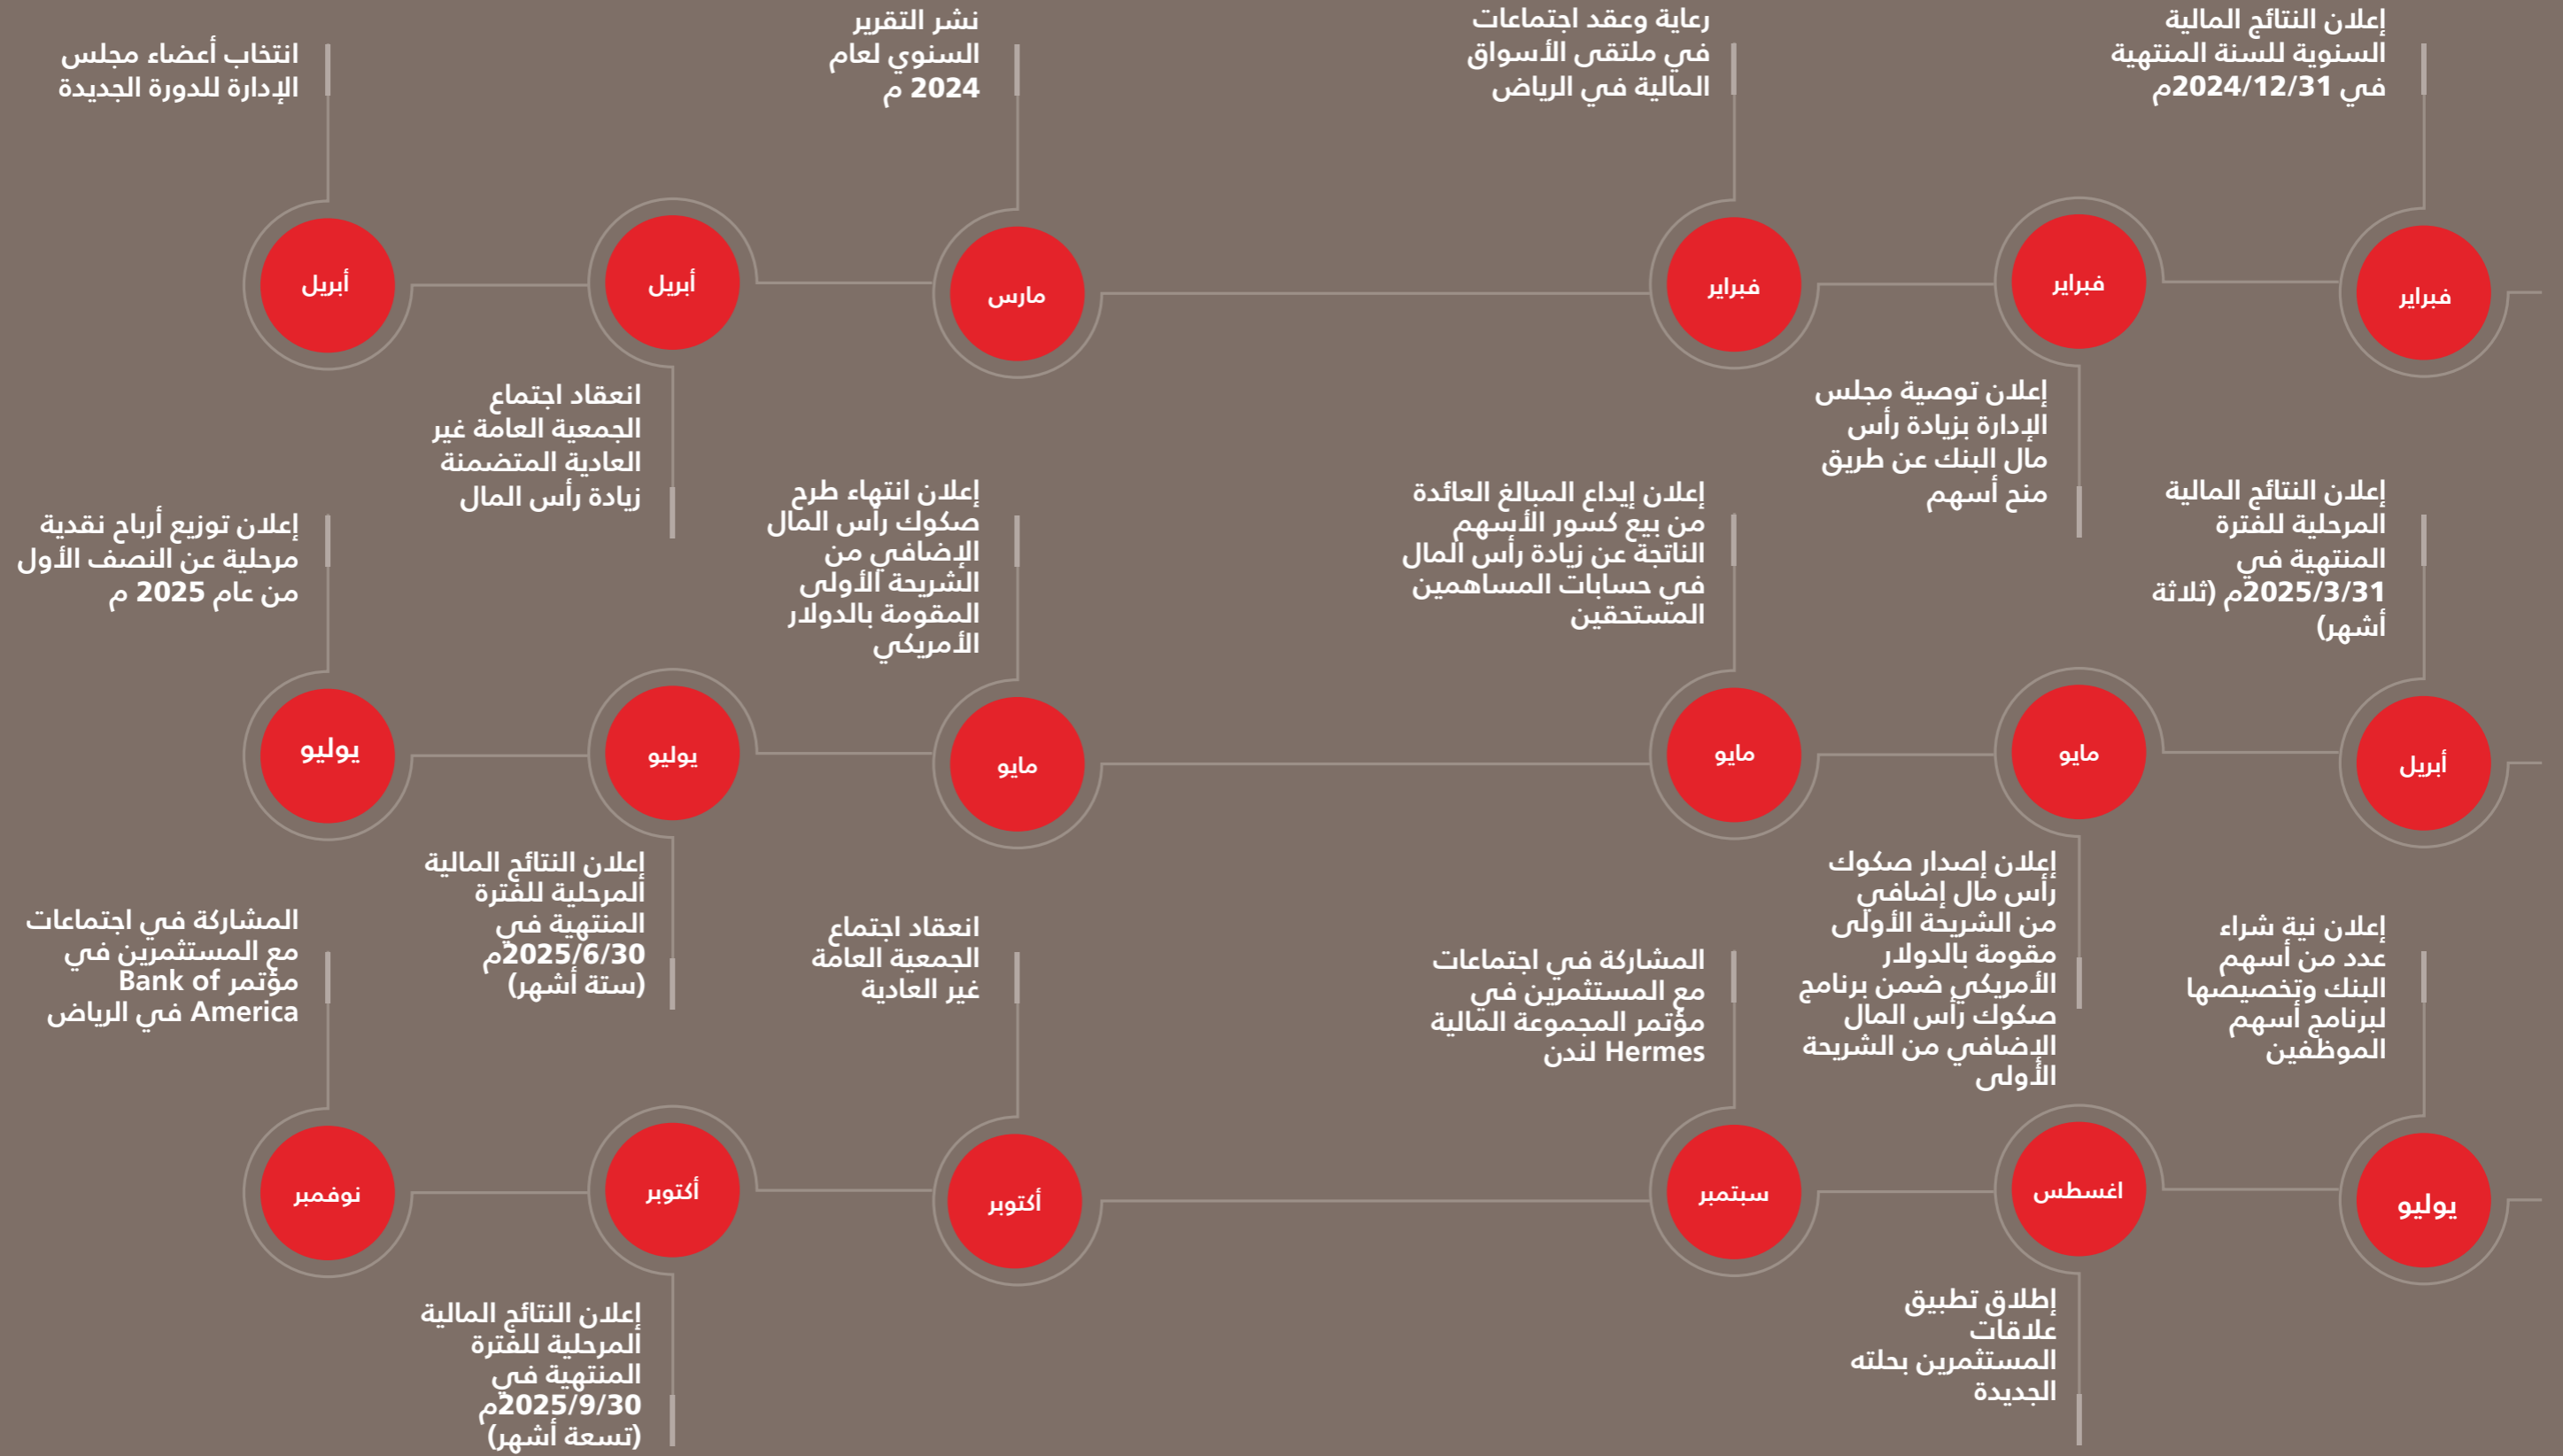 إعلان النتائج المالية
السنوية للسنة المنتهية
في 2024/12/31م
فبراير
فبراير
إعلان توصية مجلس
الإدارة بزيادة رأس
مال البنك عن طريق
منح أسهم
رعاية وعقد اجتماعات
في ملتقى الأسواق
المالية في الرياض
فبراير
نشر التقرير
السنوي لعام
2024 م
مارس
أبريل
انعقاد اجتماع
الجمعية العامة غير
العادية المتضمنة
زيادة رأس المال
انتخاب أعضاء مجلس
الإدارة للدورة الجديدة
أبريل
إعلان النتائج المالية
المرحلية للفترة
المنتهية في
2025/3/31م (ثلاثة
أشهر)
أبريل
مايو
إعلان إصدار صكوك
رأس مال إضافي
من الشريحة الأولى
مقومة بالدولار
الأمريكي ضمن برنامج
صكوك رأس المال
الإضافي من الشريحة
الأولى
إعلان إيداع المبالغ العائدة
من بيع كسور الأسهم
الناتجة عن زيادة رأس المال
في حسابات المساهمين
المستحقين
مايو
إعلان انتهاء طرح
صكوك رأس المال
الإضافي من
الشريحة الأولى
المقومة بالدولار
الأمريكي
مايو
يوليو
إعلان النتائج المالية
المرحلية للفترة
المنتهية في
2025/6/30م
(ستة أشهر)
إعلان توزيع أرباح نقدية
مرحلية عن النصف الأول
من عام 2025 م
يوليو
إعلان نية شراء
عدد من أسهم
البنك وتخصيصها
لبرنامج أسهم
الموظفين
يوليو
اغسطس
إطلاق تطبيق
علاقات
المستثمرين بحلته
الجديدة
المشاركة في اجتماعات
مع المستثمرين في
مؤتمر المجموعة المالية
Hermes لندن
سبتمبر
انعقاد اجتماع
الجمعية العامة
غير العادية
أكتوبر
أكتوبر
إعلان النتائج المالية
المرحلية للفترة
المنتهية في
2025/9/30م
(تسعة أشهر)
المشاركة في اجتماعات
مع المستثمرين في
مؤتمر Bank of
America في الرياض
نوفمبر